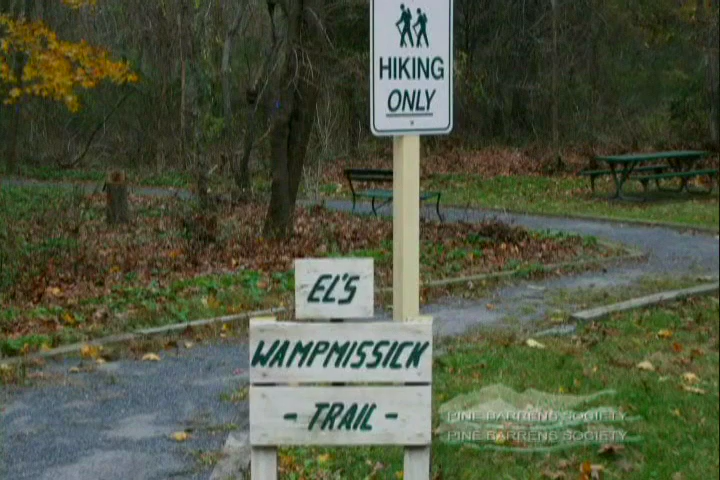 HIKING
ONLY
EL'S
WAMPMISSICK
- TRAIL -
PINE BARRENS SOCIETY
PINE BARRENS SOCIETY